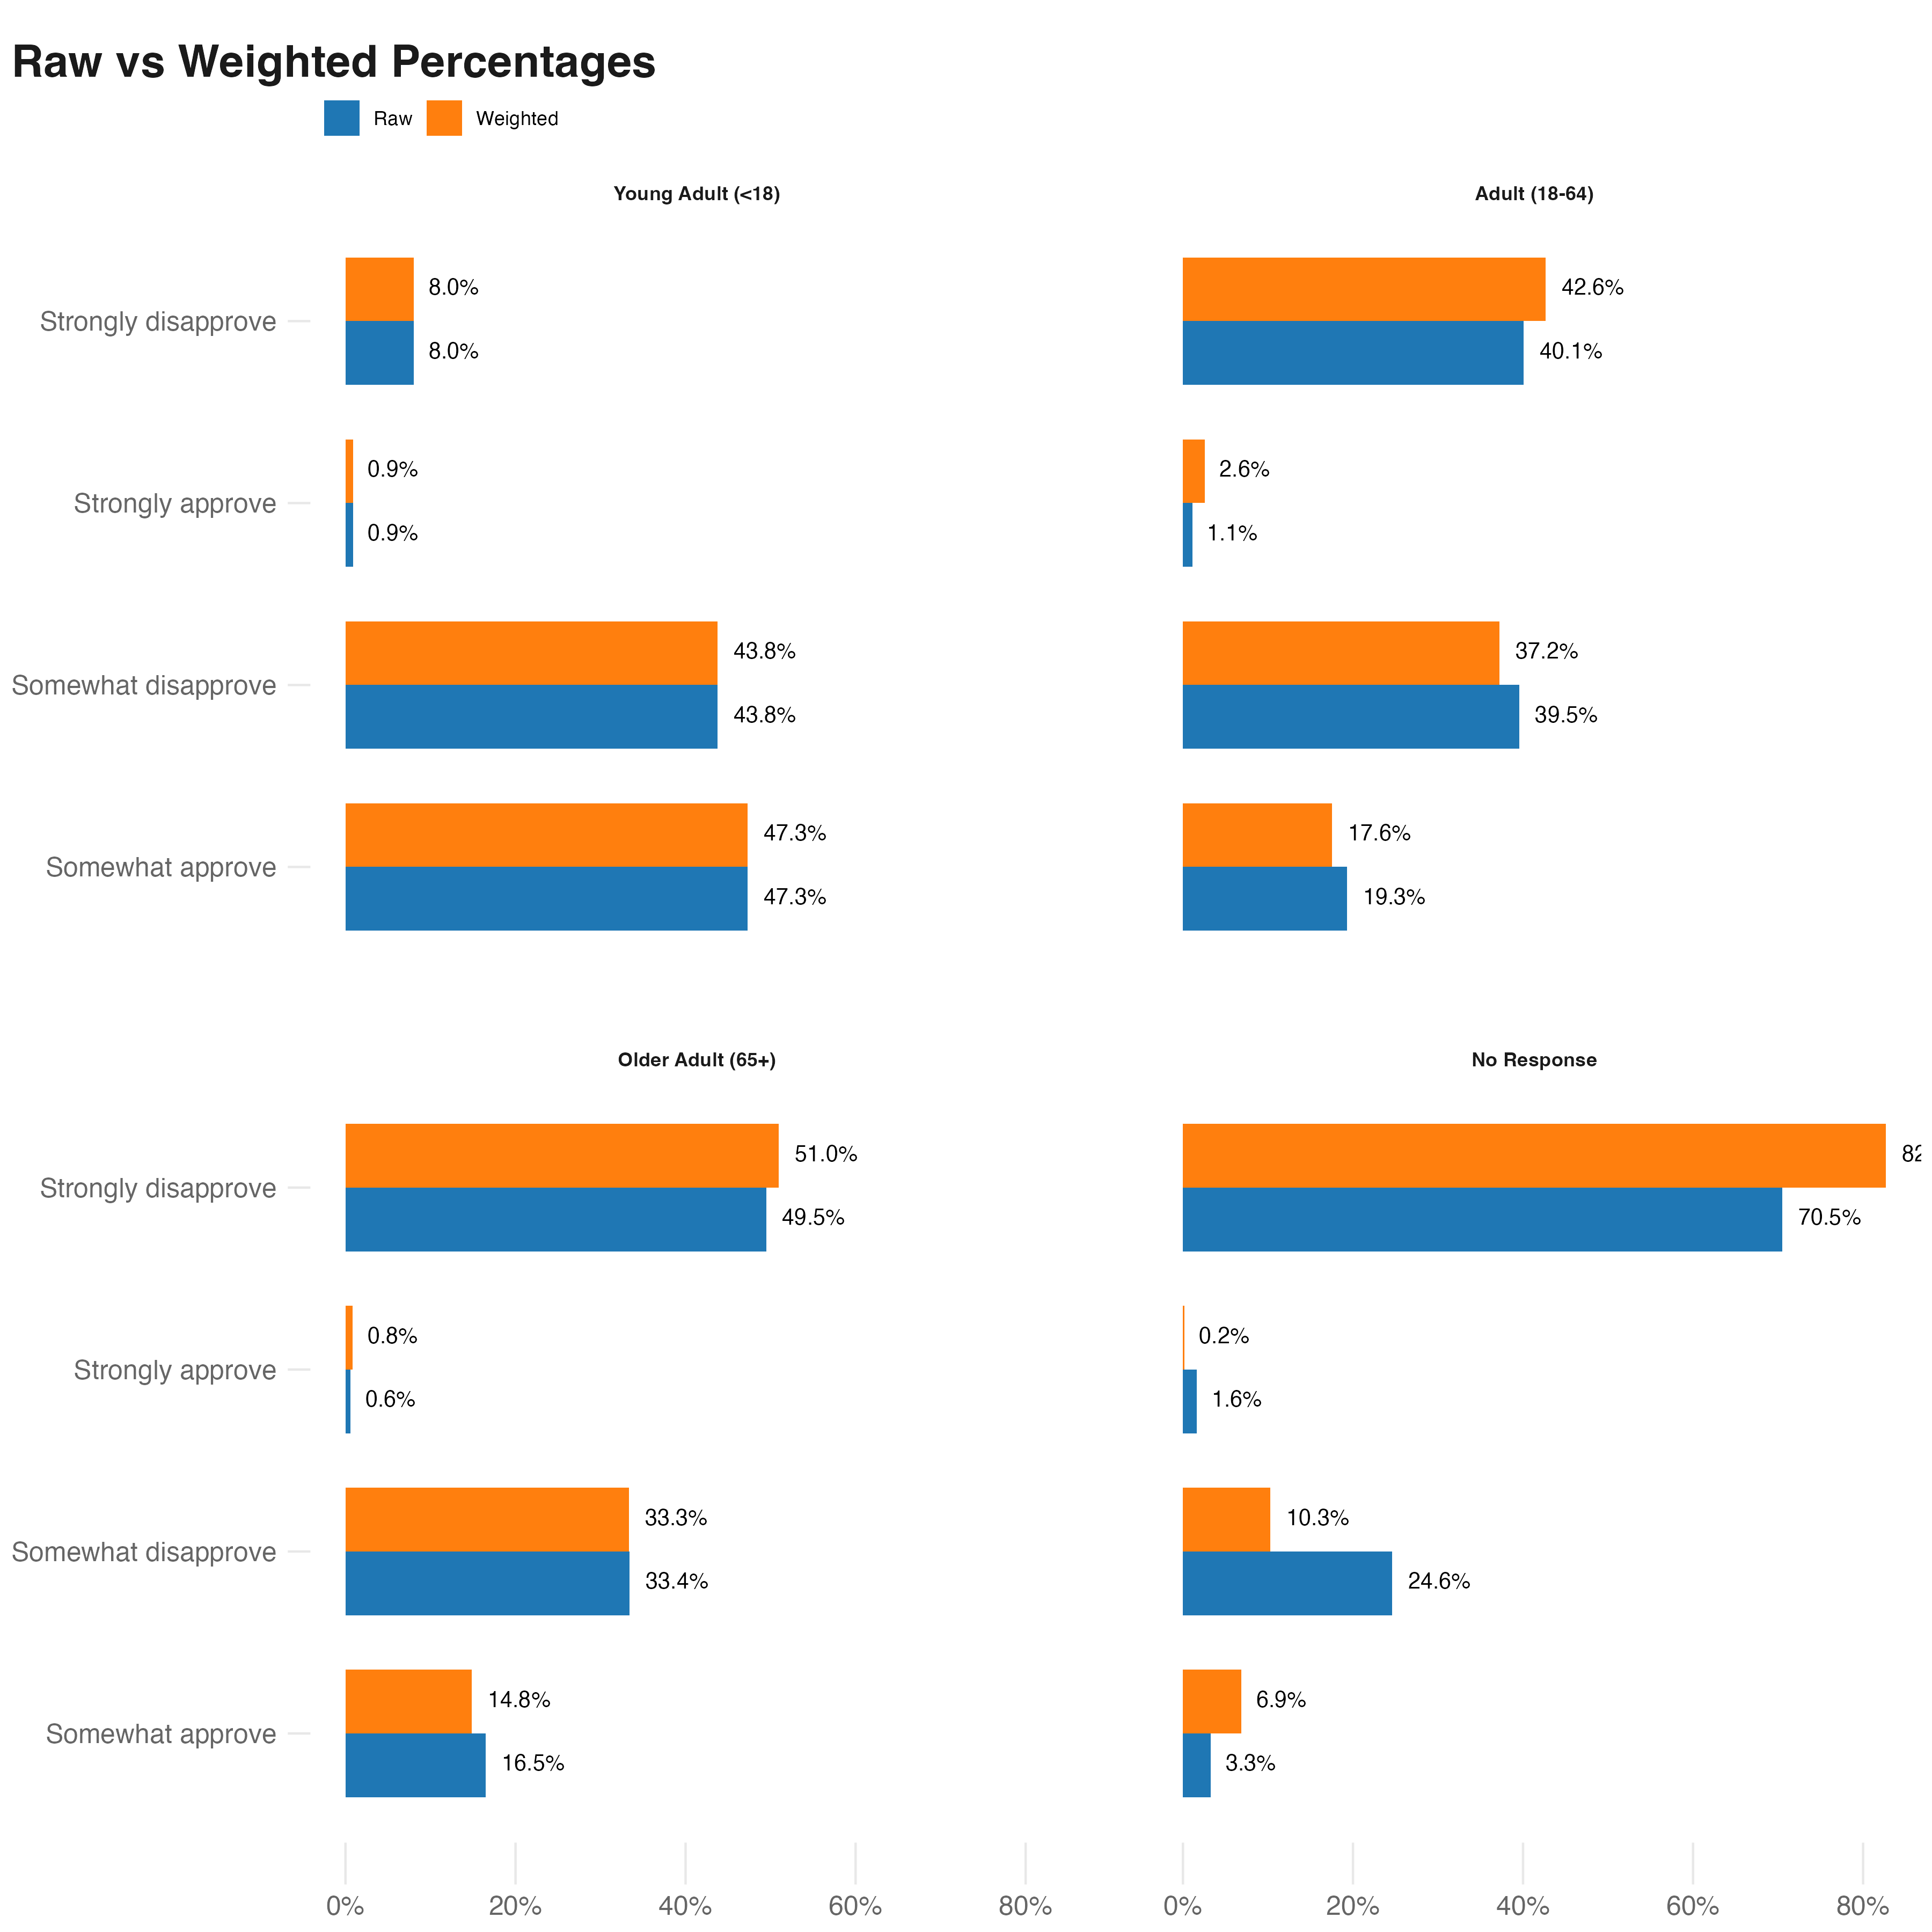 Raw vs Weighted Percentages
Raw Weighted
Young Adult (<18) Adult (18-64)
Strongly disapprove 8.0% 42.6%
8.0% 40.1%
Strongly approve 0.9% 2.6%
0.9% 1.1%
Somewhat disapprove 43.8% 37.2%
43.8% 39.5%
Somewhat approve 47.3% 17.6%
47.3% 19.3%
Older Adult (65+) No Response
Strongly disapprove 51.0%
49.5% 70.5%
Strongly approve 0.8% 0.2%
0.6% 1.6%
Somewhat disapprove 33.3% 10.3%
33.4% 24.6%
Somewhat approve 14.8% 6.9%
16.5% 3.3%
0% 20% 40% 60% 80% 0% 20% 40% 60% 80%